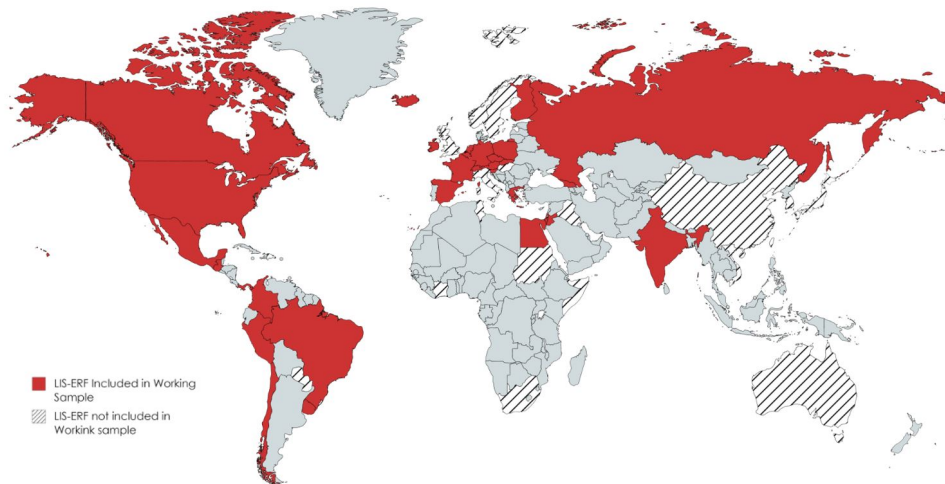 LIS-ERF Included in Working
Sample
LIS-ERF not included in
Workink sample